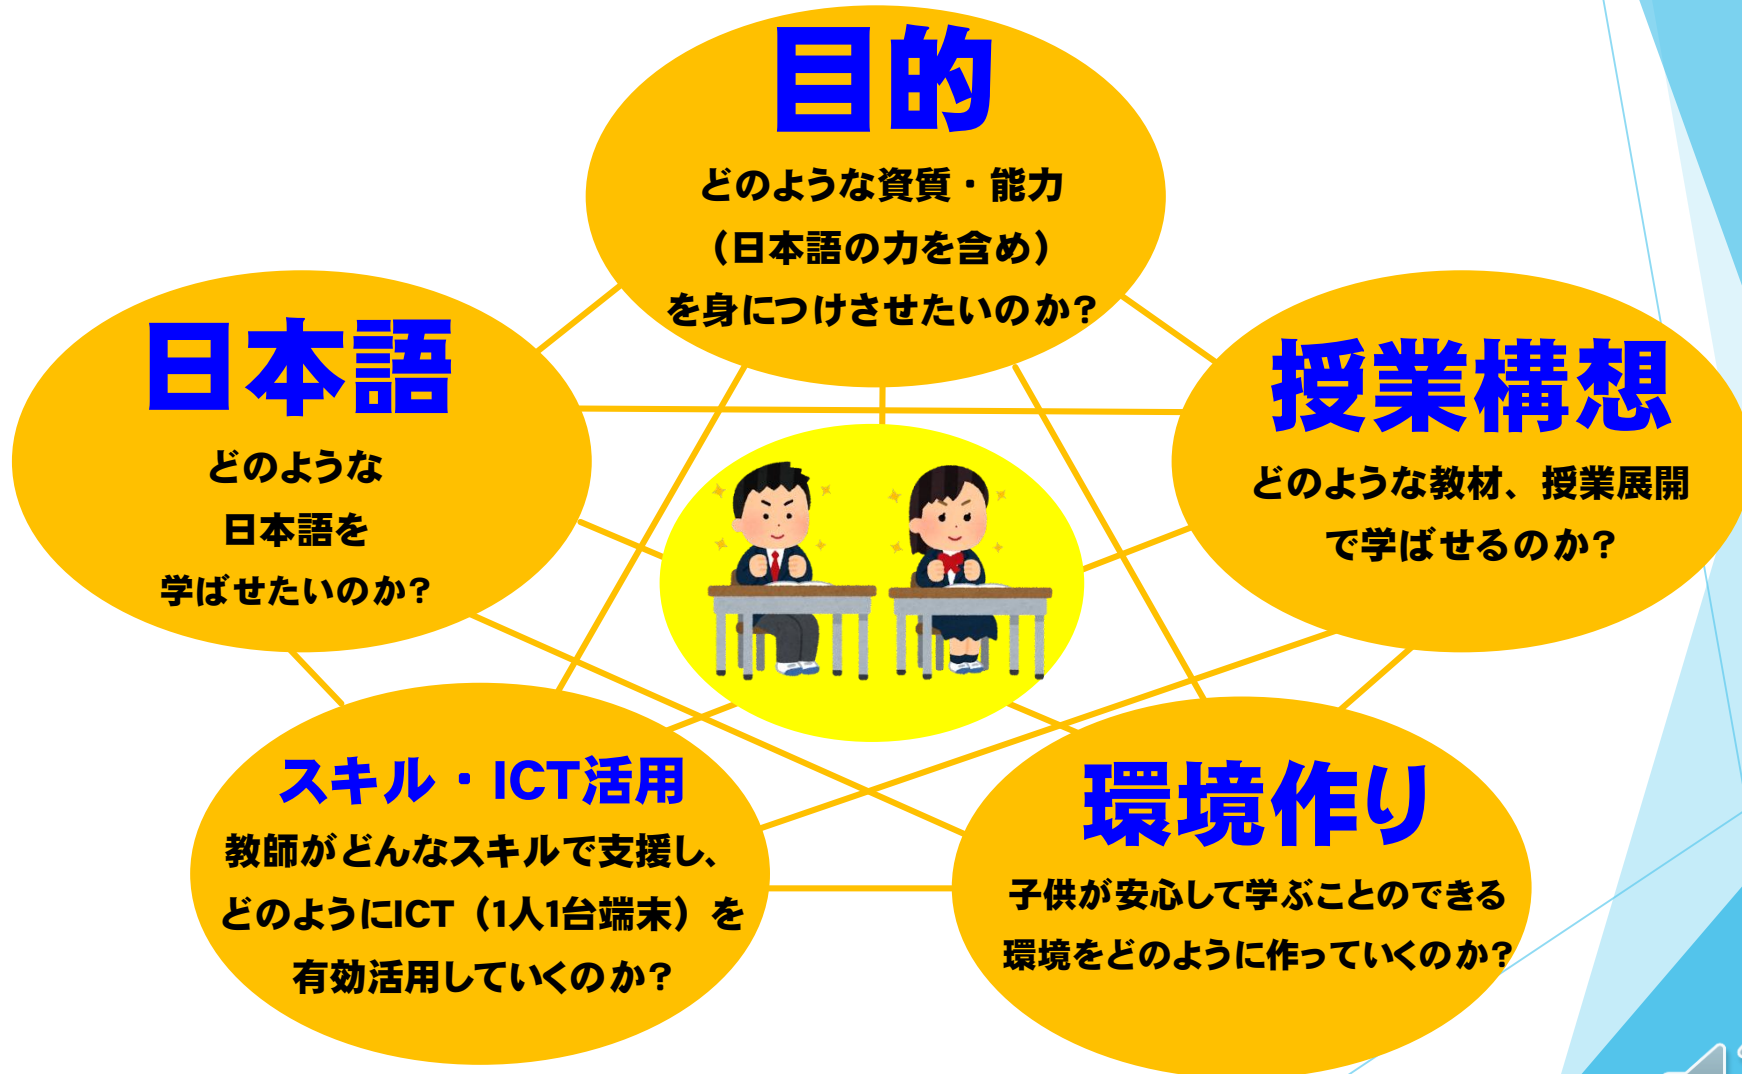 目的
どのような資質・能力
（日本語の力を含め）
を身につけさせたいのか？
日本語
どのような
日本語を
学ばせたいのか？
授業構想
どのような教材、授業展開
で学ばせるのか？
スキル・ICT活用
教師がどんなスキルで支援し、
どのようにICT（1人1台端末）を
有効活用していくのか？
環境作り
子供が安心して学ぶことのできる
環境をどのように作っていくのか？